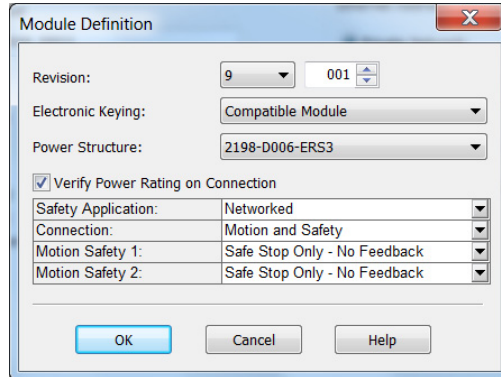 Module Definition
Revision: 9 001
Electronic Keying: Compatible Module
Power Structure: 2198-D006-ERS3
Verify Power Rating on Connection
Safety Application: Networked
Connection: Motion and Safety
Motion Safety 1: Safe Stop Only - No Feedback
Motion Safety 2: Safe Stop Only - No Feedback
OK Cancel Help